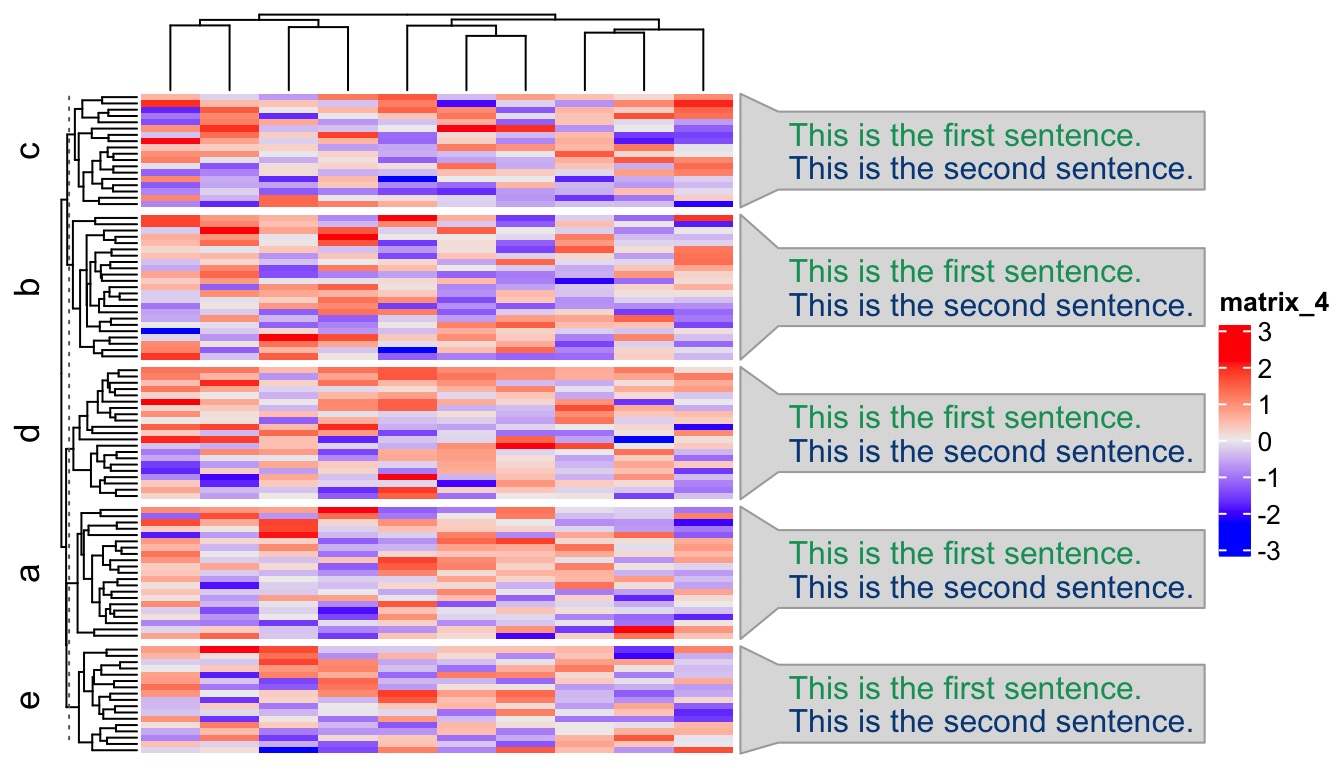 c
This is the first sentence.
This is the second sentence.
b
This is the first sentence.
This is the second sentence.
d
This is the first sentence.
This is the second sentence.
a
This is the first sentence.
This is the second sentence.
e
This is the first sentence.
This is the second sentence.
matrix_4
3
2
1
0
-1
-2
-3